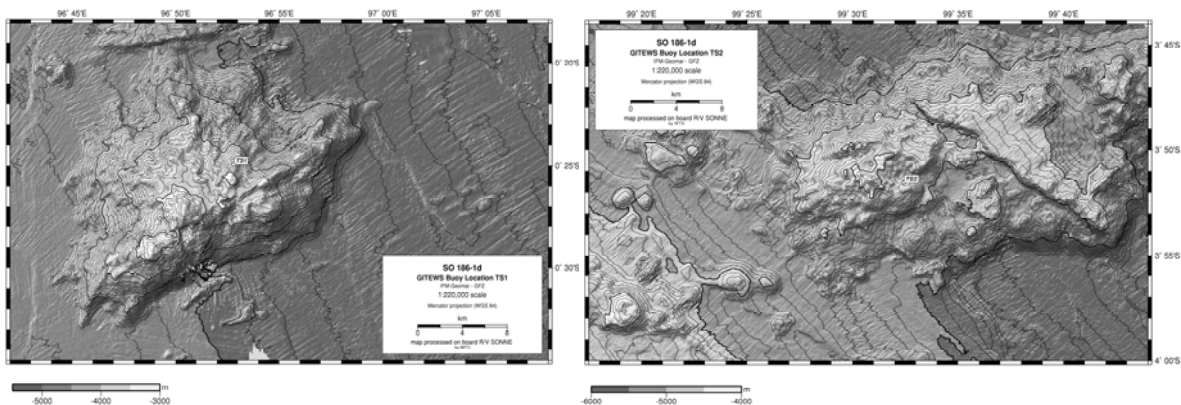 96˚ 45' 96˚ 50' 96˚ 55' 97˚ 00' 97˚ 05'
0˚ 20'S
0˚ 25'S
0˚ 30'S
TS1
SO 186-1d
GITEWS Buoy Location TS1
IFM-Geomar - GFZ
1:220,000 scale
Mercator projection (WGS 84)
km
0 4 8
map processed on board R/V SONNE
-5000 -4000 -3000
m
99˚ 20' 99˚ 25' 99˚ 30' 99˚ 35' 99˚ 40'
3˚ 45'S
3˚ 50'S
3˚ 55'S
4˚ 00'S
SO 186-1d
GITEWS Buoy Location TS2
IFM-Geomar - GFZ
1:220,000 scale
Mercator projection (WGS 84)
km
0 4 8
map processed on board R/V SONNE
TS2
-6000 -5000 -4000
m